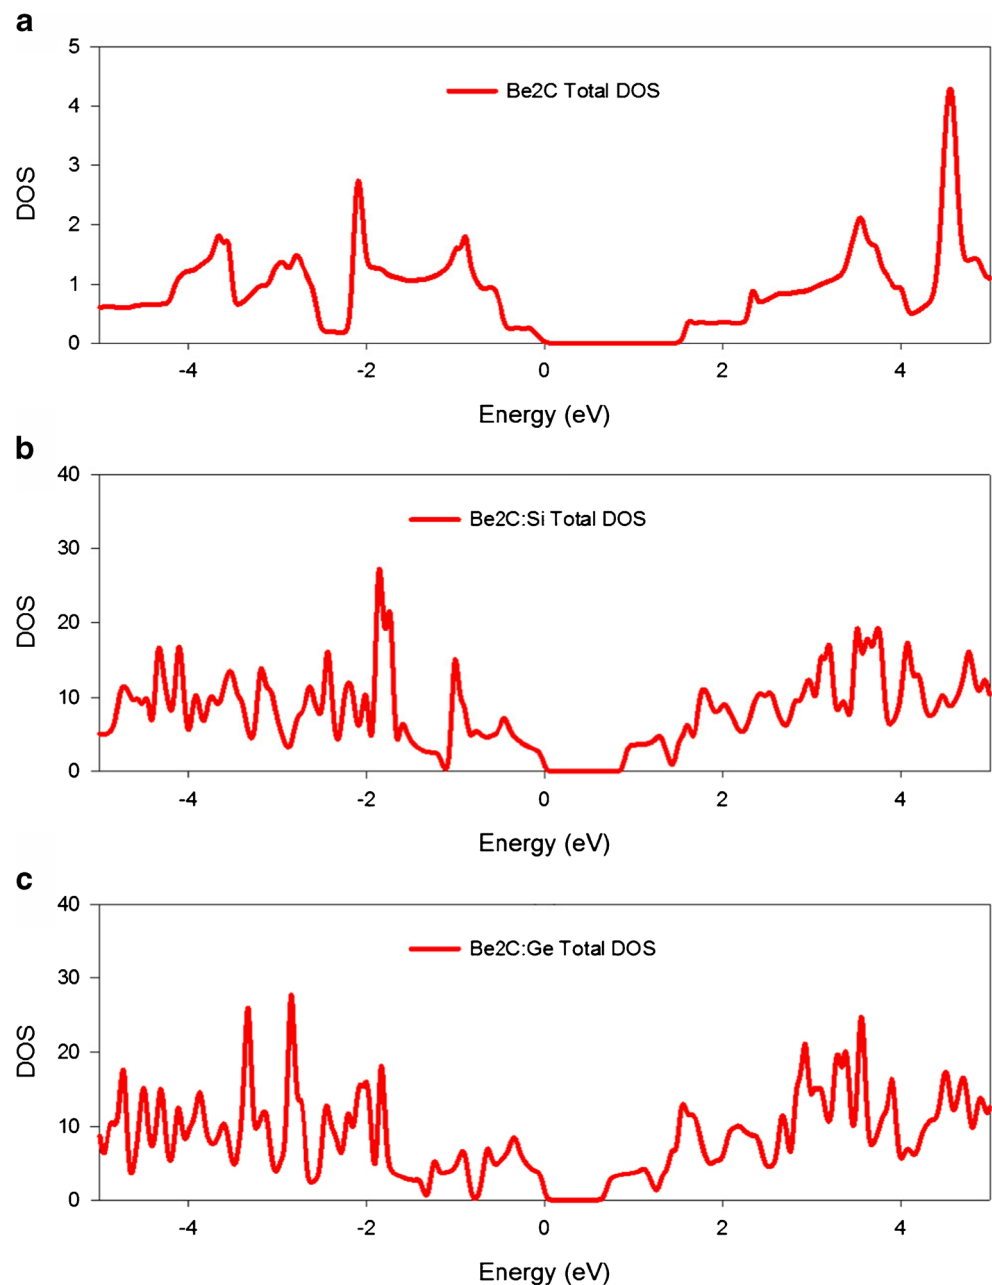 a
5
Be2C Total DOS
4
3
DOS
2
1
0
-4 -2 0 2 4
Energy (eV)
b
40
Be2C:Si Total DOS
30
DOS
20
10
0
-4 -2 0 2 4
Energy (eV)
c
40
Be2C:Ge Total DOS
30
DOS
20
10
0
-4 -2 0 2 4
Energy (eV)